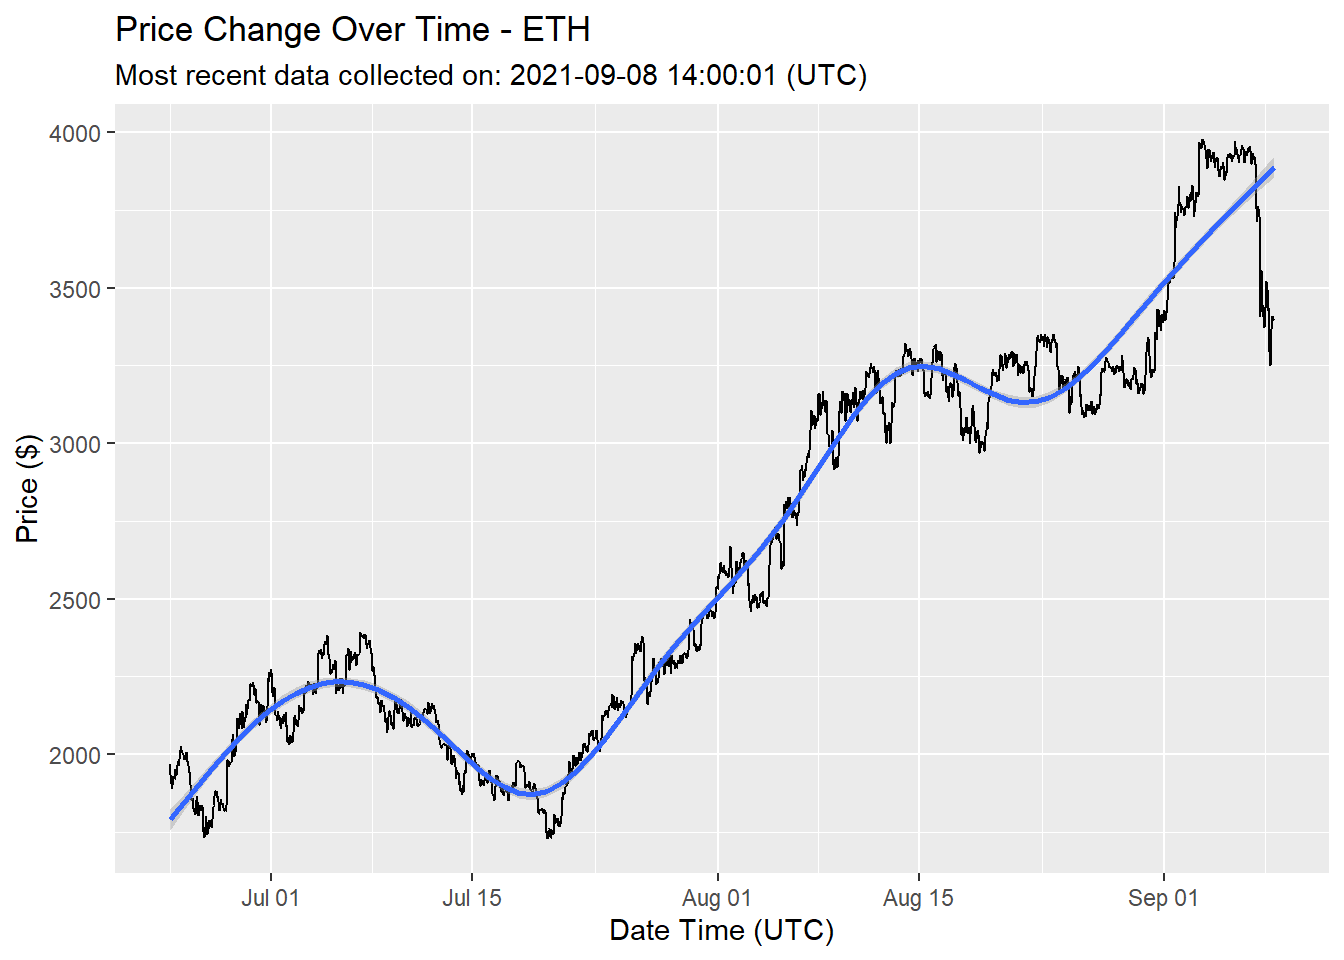 Price Change Over Time - ETH
Most recent data collected on: 2021-09-08 14:00:01 (UTC)
4000
3500
3000
2500
2000
Price ($)
Jul 01
Jul 15
Aug 01
Aug 15
Sep 01
Date Time (UTC)